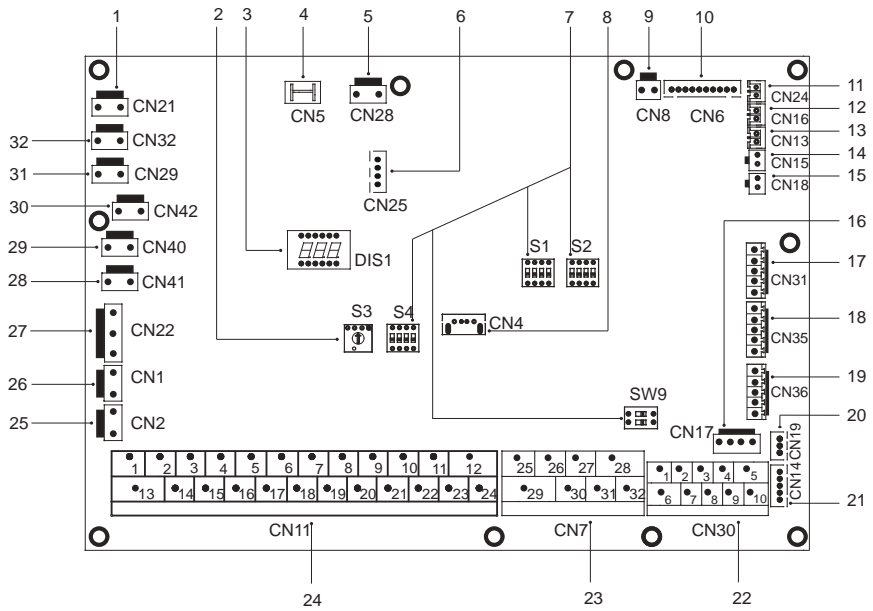 1 2 3 4 5 6 7 8 9 10
CN21
CN5
CN28
CN8
CN6
CN24 11
CN16 12
CN13 13
CN15 14
CN18 15
32 CN32
31 CN29
30 CN42
CN25
29 CN40
28 CN41
DIS1
S1 S2
16
CN31 17
S3 S4
CN4
CN35 18
27 CN22
26 CN1
25 CN2
SW9
CN36 19
CN17
CN19 20
CN14 21
1 2 3 4 5 6 7 8 9 10 11 12
13 14 15 16 17 18 19 20 21 22 23 24
CN11
25 26 27 28
29 30 31 32
CN7
1 2 3 4 5
6 7 8 9 10
CN30
24 23 22